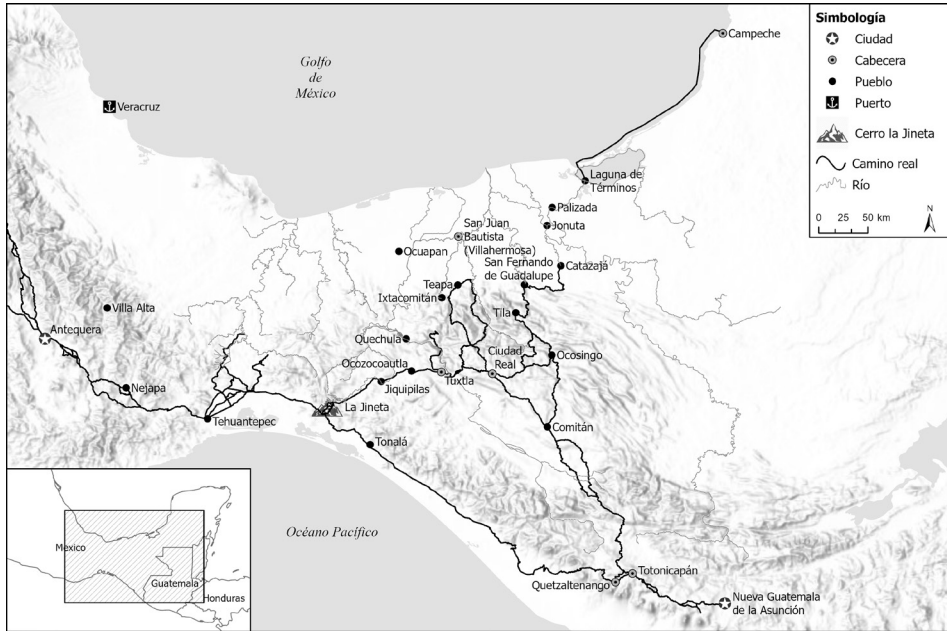 Golfo
de
México
Océano Pacífico
Campeche
Veracruz
Laguna de
Términos
Palizada
Jonuta
San Juan
Bautista
(Villahermosa)
Ocuapan
San Fernando
de Guadalupe
Catazajá
Teapa
Ixtacomitán
Tila
Villa Alta
Antequera
Quechula
Ciudad
Real
Ocosingo
Ocozocoautla
Tuxtla
Jiquipilas
Nejapa
La Jineta
Tehuantepec
Comitán
Tonalá
Totonicapán
Quetzaltenango
Nueva Guatemala
de la Asunción
Simbología
Ciudad
Cabecera
Pueblo
Puerto
Cerro la Jineta
Camino real
Río
N
0 25 50 km
Mexico
Guatemala
Honduras